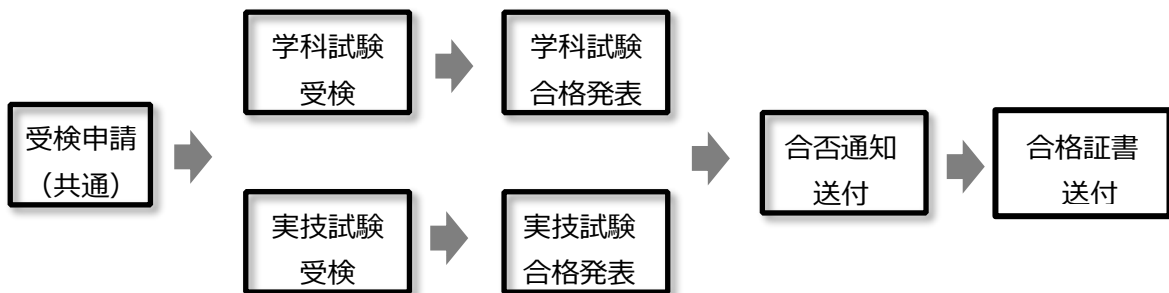 受検申請
（共通）
学科試験
受検
学科試験
合格発表
実技試験
受検
実技試験
合格発表
合否通知
送付
合格証書
送付